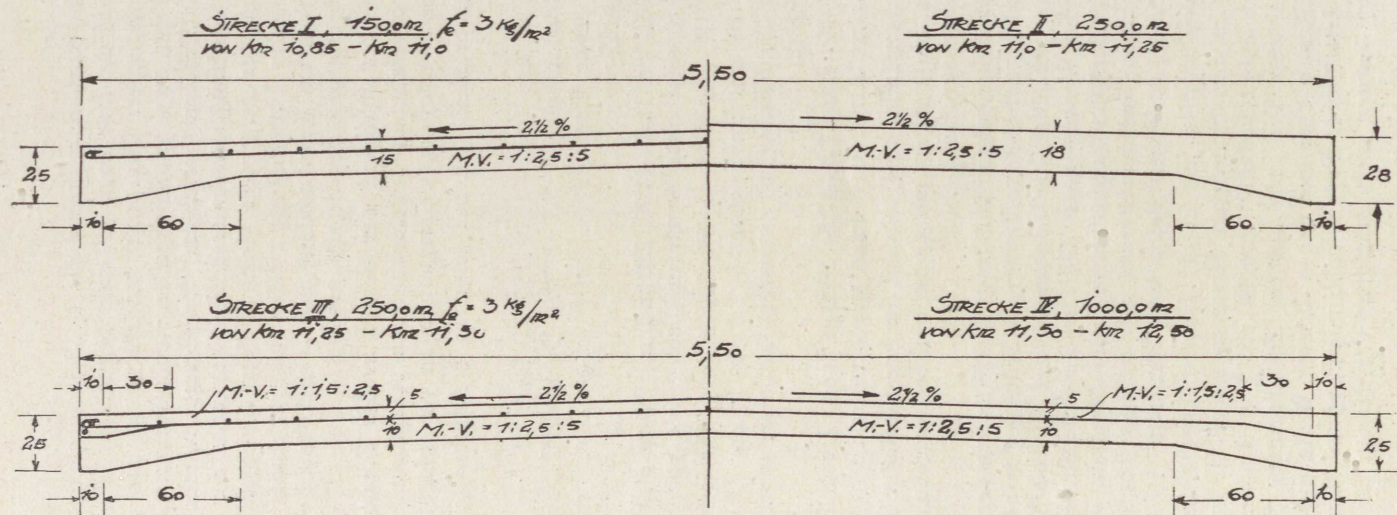 STRECKE I, 150,0m fe = 3 Kg/m²
VON Km 10,85 – Km 11,0
STRECKE II, 250,0m
VON Km 11,0 – Km 11,25
5,50
2½ %
2½ %
15
M.V. = 1:2,5:5
M.-V. = 1:2,5:5
18
25
28
10
60
60
10
STRECKE III, 250,0m fe = 3 Kg/m²
VON Km 11,25 – Km 11,50
STRECKE IV, 1000,0m
VON Km 11,50 – Km 12,50
5,50
10
30
M.-V. = 1:1,5:2,5
2½ %
2½ %
M.-V. = 1:1,5:2,5
30
10
5
5
10
M.-V. = 1:2,5:5
M.-V. = 1:2,5:5
10
25
25
10
60
60
10